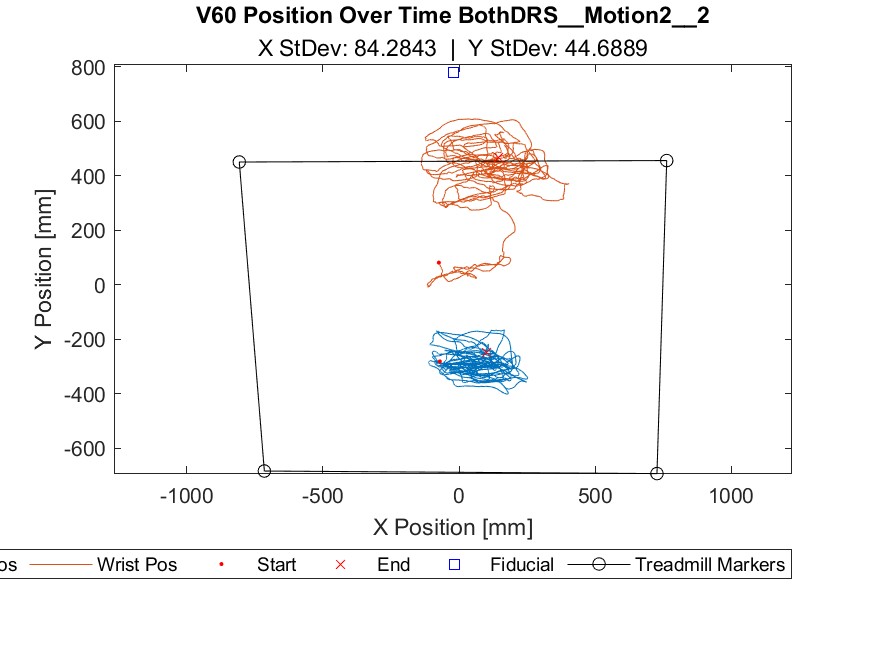 V60 Position Over Time BothDRS__Motion2__2
X StDev: 84.2843 | Y StDev: 44.6889
800
600
400
200
0
-200
-400
-600
Y Position [mm]
-1000 -500 0 500 1000
X Position [mm]
os Wrist Pos Start End Fiducial Treadmill Markers